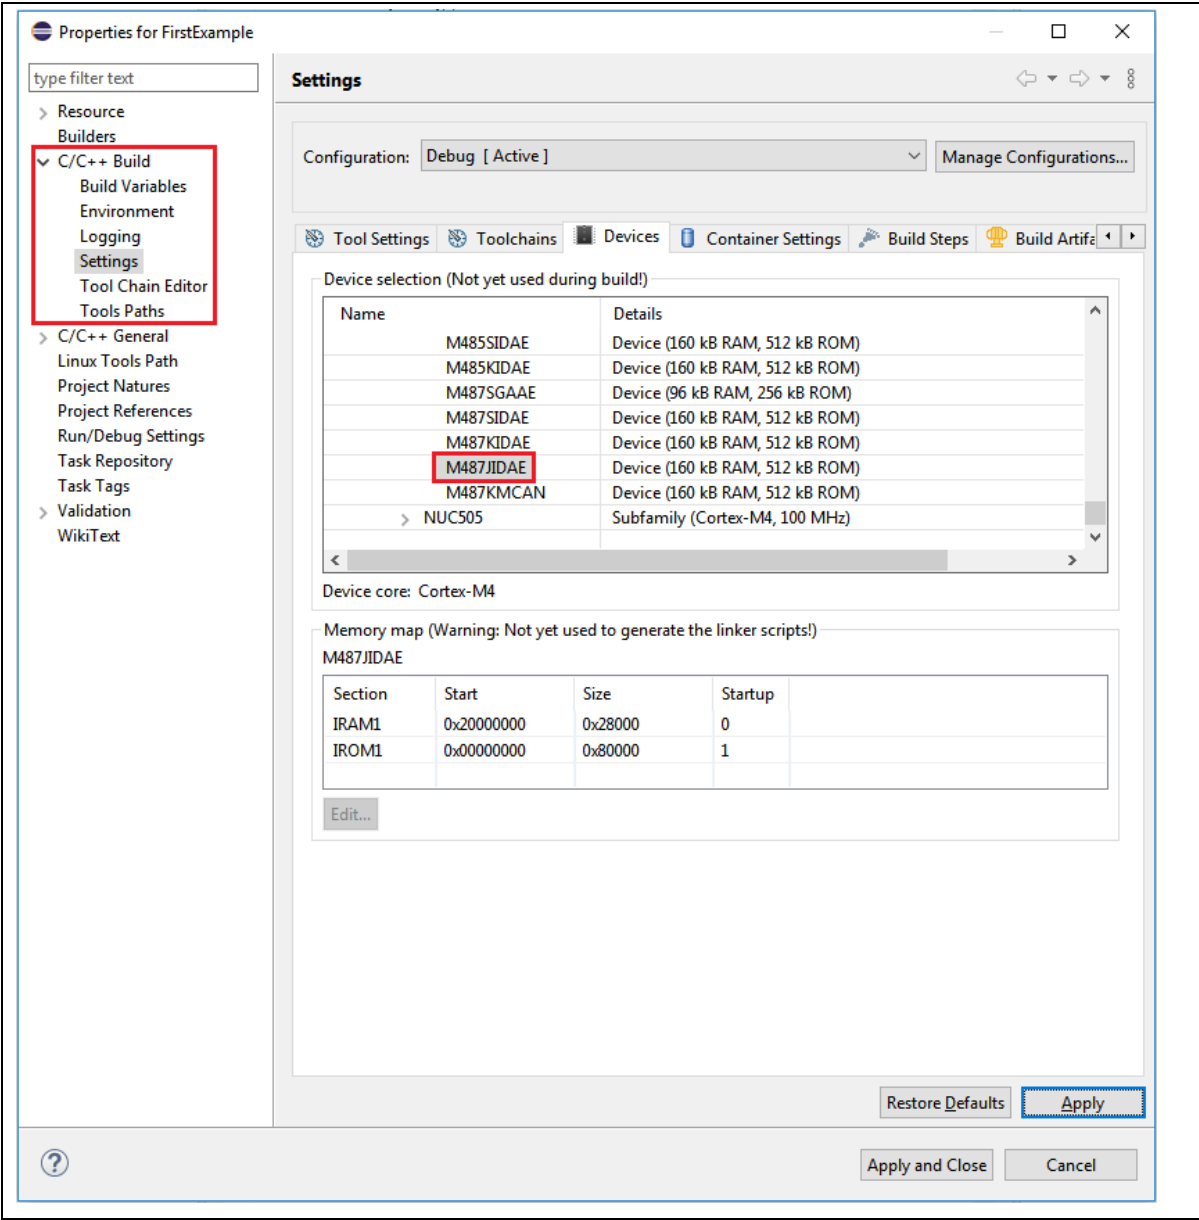 Properties for FirstExample
type filter text
Settings
Resource
Builders
C/C++ Build
Build Variables
Environment
Logging
Settings
Tool Chain Editor
Tools Paths
C/C++ General
Linux Tools Path
Project Natures
Project References
Run/Debug Settings
Task Repository
Task Tags
Validation
WikiText
Configuration: Debug [ Active ] Manage Configurations...
Tool Settings Toolchains Devices Container Settings Build Steps Build Artifa
Device selection (Not yet used during build!)
Name Details
M485SIDAE Device (160 kB RAM, 512 kB ROM)
M485KIDAE Device (160 kB RAM, 512 kB ROM)
M487SGAAE Device (96 kB RAM, 256 kB ROM)
M487SIDAE Device (160 kB RAM, 512 kB ROM)
M487KIDAE Device (160 kB RAM, 512 kB ROM)
M487JIDAE Device (160 kB RAM, 512 kB ROM)
M487KMCAN Device (160 kB RAM, 512 kB ROM)
NUC505 Subfamily (Cortex-M4, 100 MHz)
Device core: Cortex-M4
Memory map (Warning: Not yet used to generate the linker scripts!)
M487JIDAE
Section Start Size Startup
IRAM1 0x20000000 0x28000 0
IROM1 0x00000000 0x80000 1
Edit...
Restore Defaults Apply
? Apply and Close Cancel